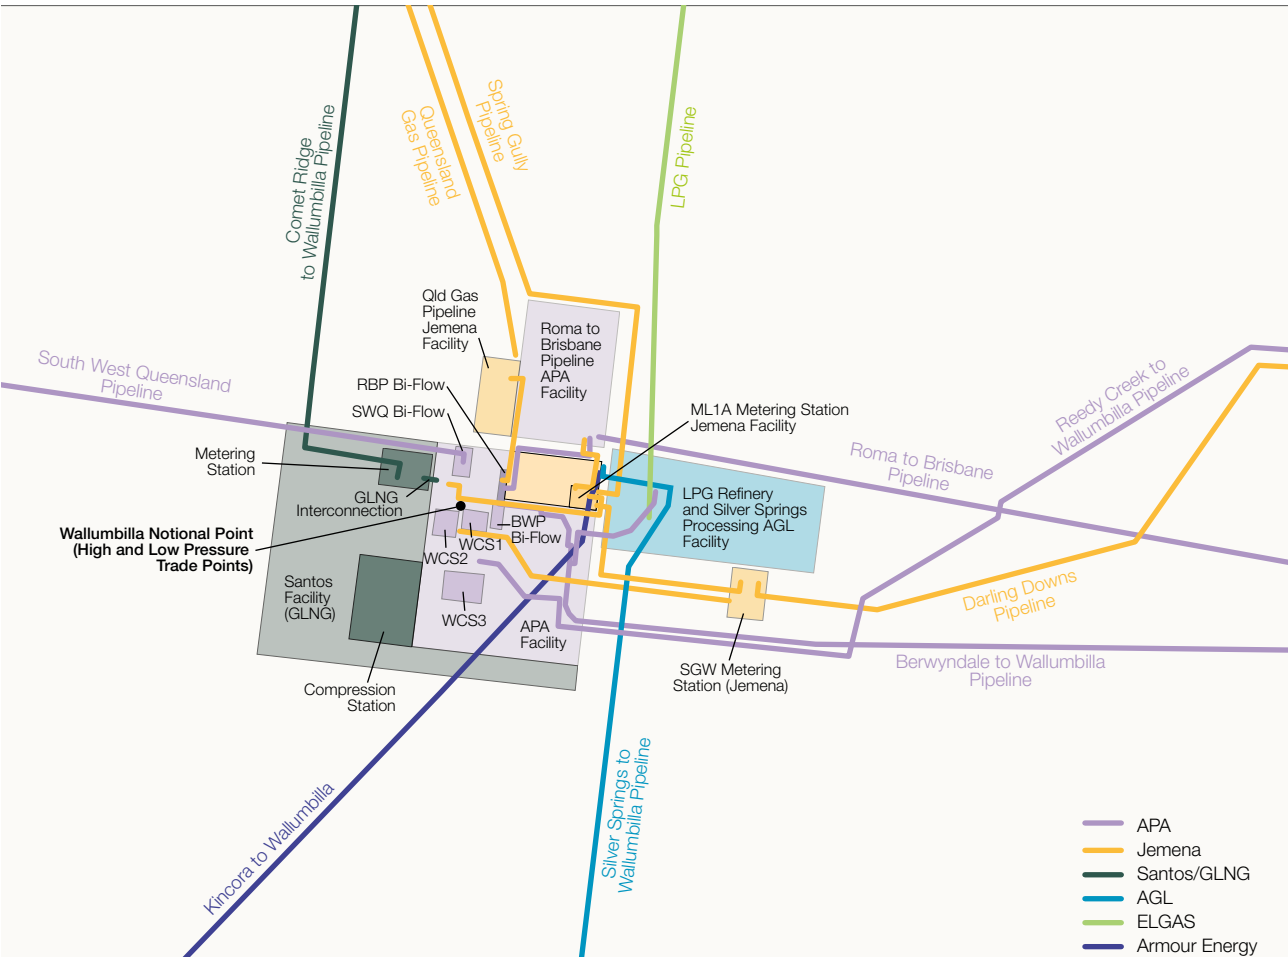 Comet Ridge
to Wallumbilla Pipeline
Queensland
Gas Pipeline
Spring Gully
Pipeline
LPG Pipeline
Qld Gas
Pipeline
Jemena
Facility
Roma to
Brisbane
Pipeline
APA
Facility
South West Queensland
Pipeline
RBP Bi-Flow
SWQ Bi-Flow
ML1A Metering Station
Jemena Facility
Reedy Creek to
Wallumbilla Pipeline
Roma to Brisbane
Pipeline
Metering
Station
GLNG
Interconnection
LPG Refinery
and Silver Springs
Processing AGL
Facility
Wallumbilla Notional Point
(High and Low Pressure
Trade Points)
BWP
Bi-Flow
WCS1
WCS2
Santos
Facility
(GLNG)
WCS3
APA
Facility
Darling Downs
Pipeline
SGW Metering
Station (Jemena)
Berwyndale to Wallumbilla
Pipeline
Compression
Station
Kincora to Wallumbilla
Silver Springs to
Wallumbilla Pipeline
APA
Jemena
Santos/GLNG
AGL
ELGAS
Armour Energy